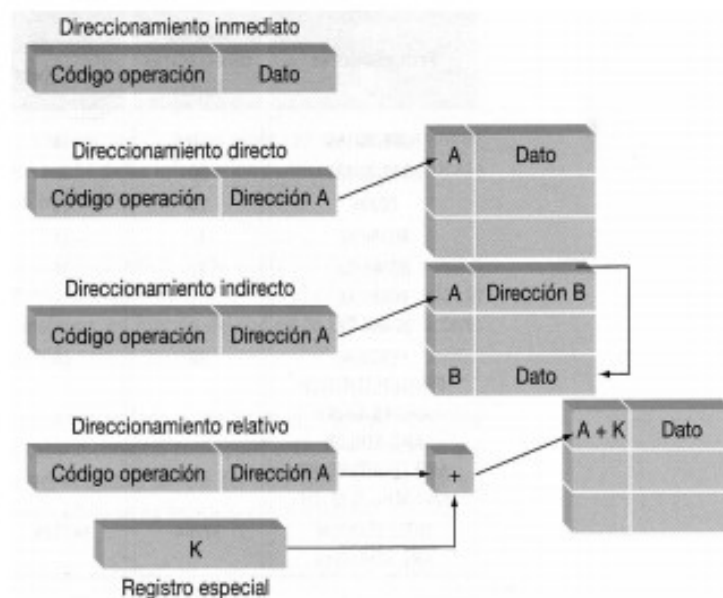 Direccionamiento inmediato
Código operación Dato
Direccionamiento directo
Código operación Dirección A
A Dato
Direccionamiento indirecto
Código operación Dirección A
A Dirección B
B Dato
Direccionamiento relativo
Código operación Dirección A
+
A + K Dato
K
Registro especial